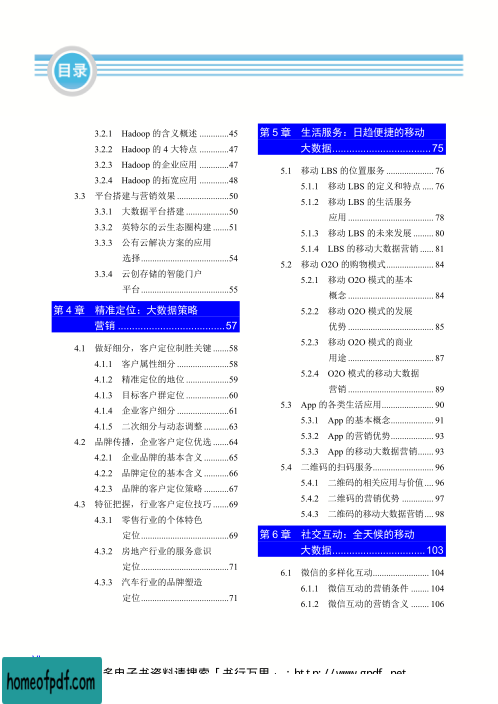 目录
3.2.1 Hadoop 的含义概述 .............45
3.2.2 Hadoop 的 4 大特点 .............47
3.2.3 Hadoop 的企业应用 .............47
3.2.4 Hadoop 的拓宽应用 .............48
3.3 平台搭建与营销效果 .......................50
3.3.1 大数据平台搭建 ...................50
3.3.2 英特尔的云生态圈构建 .......51
3.3.3 公有云解决方案的应用
选择.......................................54
3.3.4 云创存储的智能门户
平台.......................................55
第 4 章 精准定位：大数据策略
营销 ......................................57
4.1 做好细分，客户定位制胜关键 .......58
4.1.1 客户属性细分 .......................58
4.1.2 精准定位的地位 ...................59
4.1.3 目标客户群定位 ...................60
4.1.4 企业客户细分 .......................61
4.1.5 二次细分与动态调整 ...........63
4.2 品牌传播，企业客户定位优选 .......64
4.2.1 企业品牌的基本含义 ...........65
4.2.2 品牌定位的基本含义 ...........66
4.2.3 品牌的客户定位策略 ...........67
4.3 特征把握，行业客户定位技巧 .......69
4.3.1 零售行业的个体特色
定位.......................................69
4.3.2 房地产行业的服务意识
定位.......................................71
4.3.3 汽车行业的品牌塑造
定位.......................................71
第 5 章 生活服务：日趋便捷的移动
大数据...................................75
5.1 移动 LBS 的位置服务..................... 76
5.1.1 移动 LBS 的定义和特点 ..... 76
5.1.2 移动 LBS 的生活服务
应用 ...................................... 78
5.1.3 移动 LBS 的未来发展 ......... 80
5.1.4 LBS 的移动大数据营销 ...... 81
5.2 移动 O2O 的购物模式..................... 84
5.2.1 移动 O2O 模式的基本
概念 ...................................... 84
5.2.2 移动 O2O 模式的发展
优势 ...................................... 85
5.2.3 移动 O2O 模式的商业
用途 ...................................... 87
5.2.4 O2O 模式的移动大数据
营销 ...................................... 89
5.3 App 的各类生活应用....................... 90
5.3.1 App 的基本概念................... 91
5.3.2 App 的营销优势................... 93
5.3.3 App 的移动大数据营销....... 93
5.4 二维码的扫码服务........................... 96
5.4.1 二维码的相关应用与价值.... 96
5.4.2 二维码的营销优势 .............. 97
5.4.3 二维码的移动大数据营销.... 98
第 6 章 社交互动：全天候的移动
大数据.................................103
6.1 微信的多样化互动......................... 104
6.1.1 微信互动的营销条件 ........ 104
6.1.2 微信互动的营销含义 ........ 106
多电子书资料请搜索「书行万里」：http://www.gpdf.net
homeofpdf.com